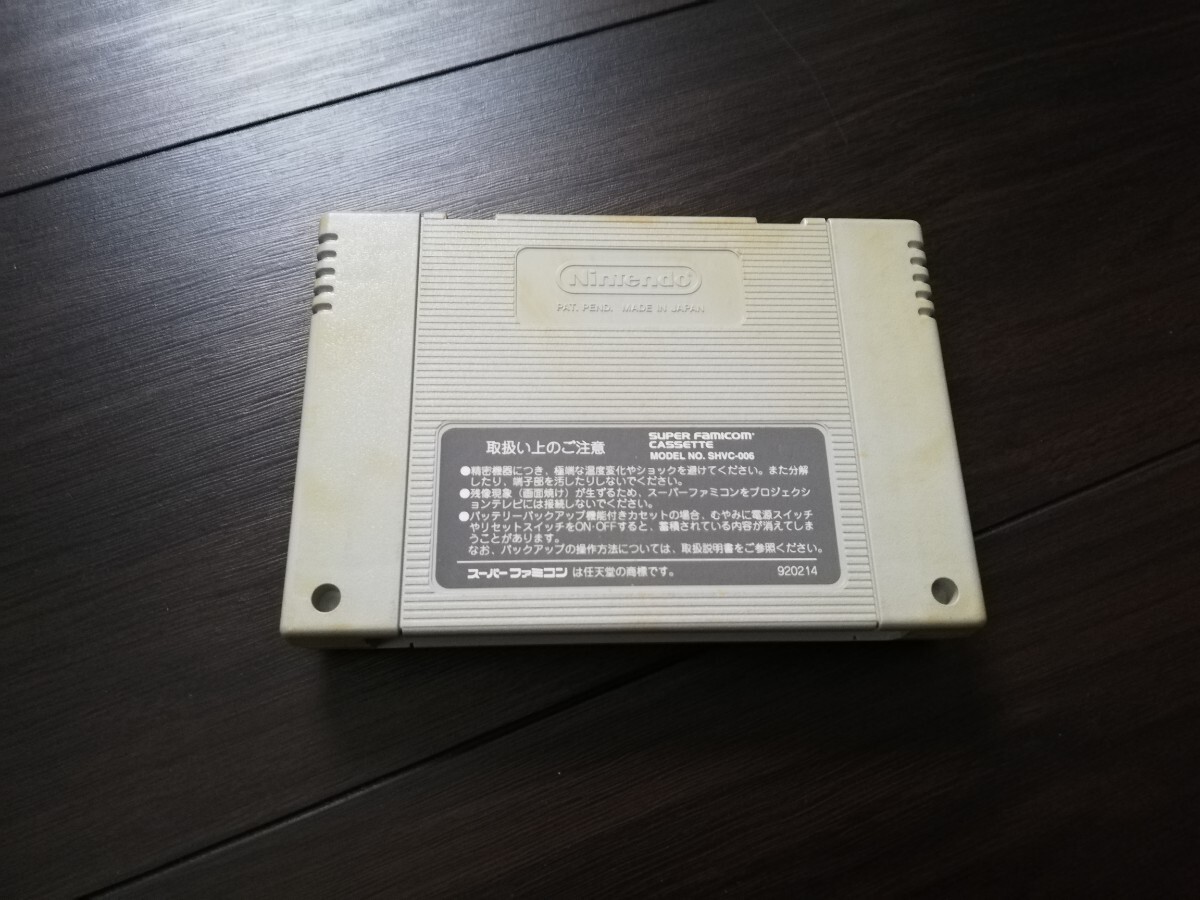 Nintendo
PAT. PEND. MADE IN JAPAN
取扱い上のご注意
SUPER FAMICOM
CASSETTE
MODEL NO. SHVC-006
●精密機器につき、極端な温度変化やショックを避けてください。また分解
したり、端子部を汚したりしないでください。
●残像現象(画面焼け)が生ずるため、スーパーファミコンをプロジェクシ
ョンテレビには接続しないでください。
●バッテリーバックアップ機能付きカセットの場合、むやみに電源スイッチ
やリセットスイッチをON・OFFすると、蓄積されている内容が消えてしま
うことがあります。
なお、バックアップの操作方法については、取扱説明書をご参照ください。
スーパーファミコンは任天堂の商標です。 920214